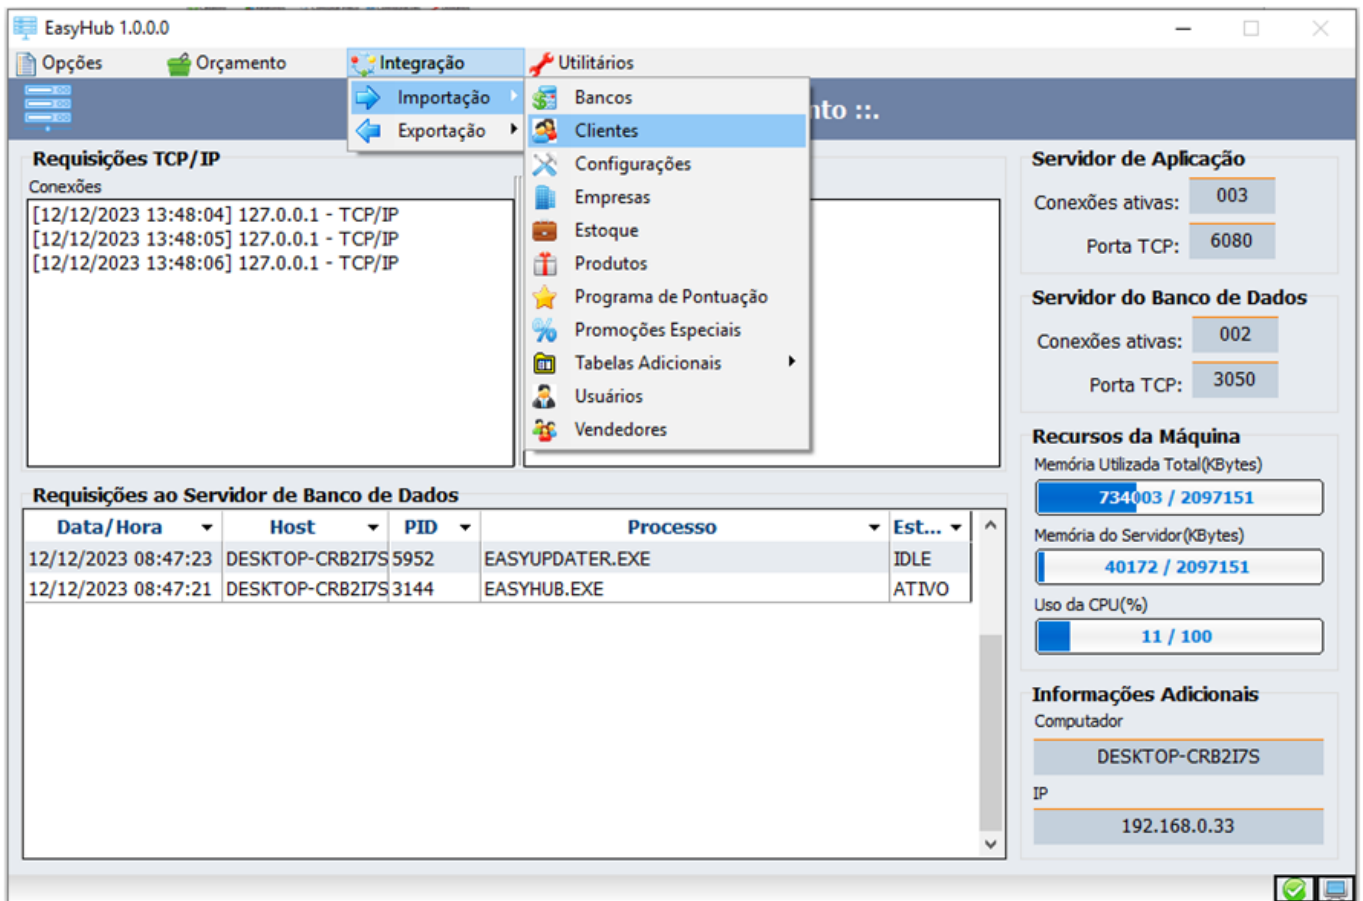 EasyHub 1.0.0.0
Opções Orçamento Integração Utilitários
Importação
Exportação
Bancos
Clientes
Configurações
Empresas
Estoque
Produtos
Programa de Pontuação
Promoções Especiais
Tabelas Adicionais
Usuários
Vendedores
nto ::.
Requisições TCP/IP
Conexões
[12/12/2023 13:48:04] 127.0.0.1 - TCP/IP
[12/12/2023 13:48:05] 127.0.0.1 - TCP/IP
[12/12/2023 13:48:06] 127.0.0.1 - TCP/IP
Requisições ao Servidor de Banco de Dados
Data/Hora Host PID Processo Est...
12/12/2023 08:47:23 DESKTOP-CRB2I7S 5952 EASYUPDATER.EXE IDLE
12/12/2023 08:47:21 DESKTOP-CRB2I7S 3144 EASYHUB.EXE ATIVO
Servidor de Aplicação
Conexões ativas: 003
Porta TCP: 6080
Servidor do Banco de Dados
Conexões ativas: 002
Porta TCP: 3050
Recursos da Máquina
Memória Utilizada Total(KBytes)
734003 / 2097151
Memória do Servidor(KBytes)
40172 / 2097151
Uso da CPU(%)
11 / 100
Informações Adicionais
Computador
DESKTOP-CRB2I7S
IP
192.168.0.33